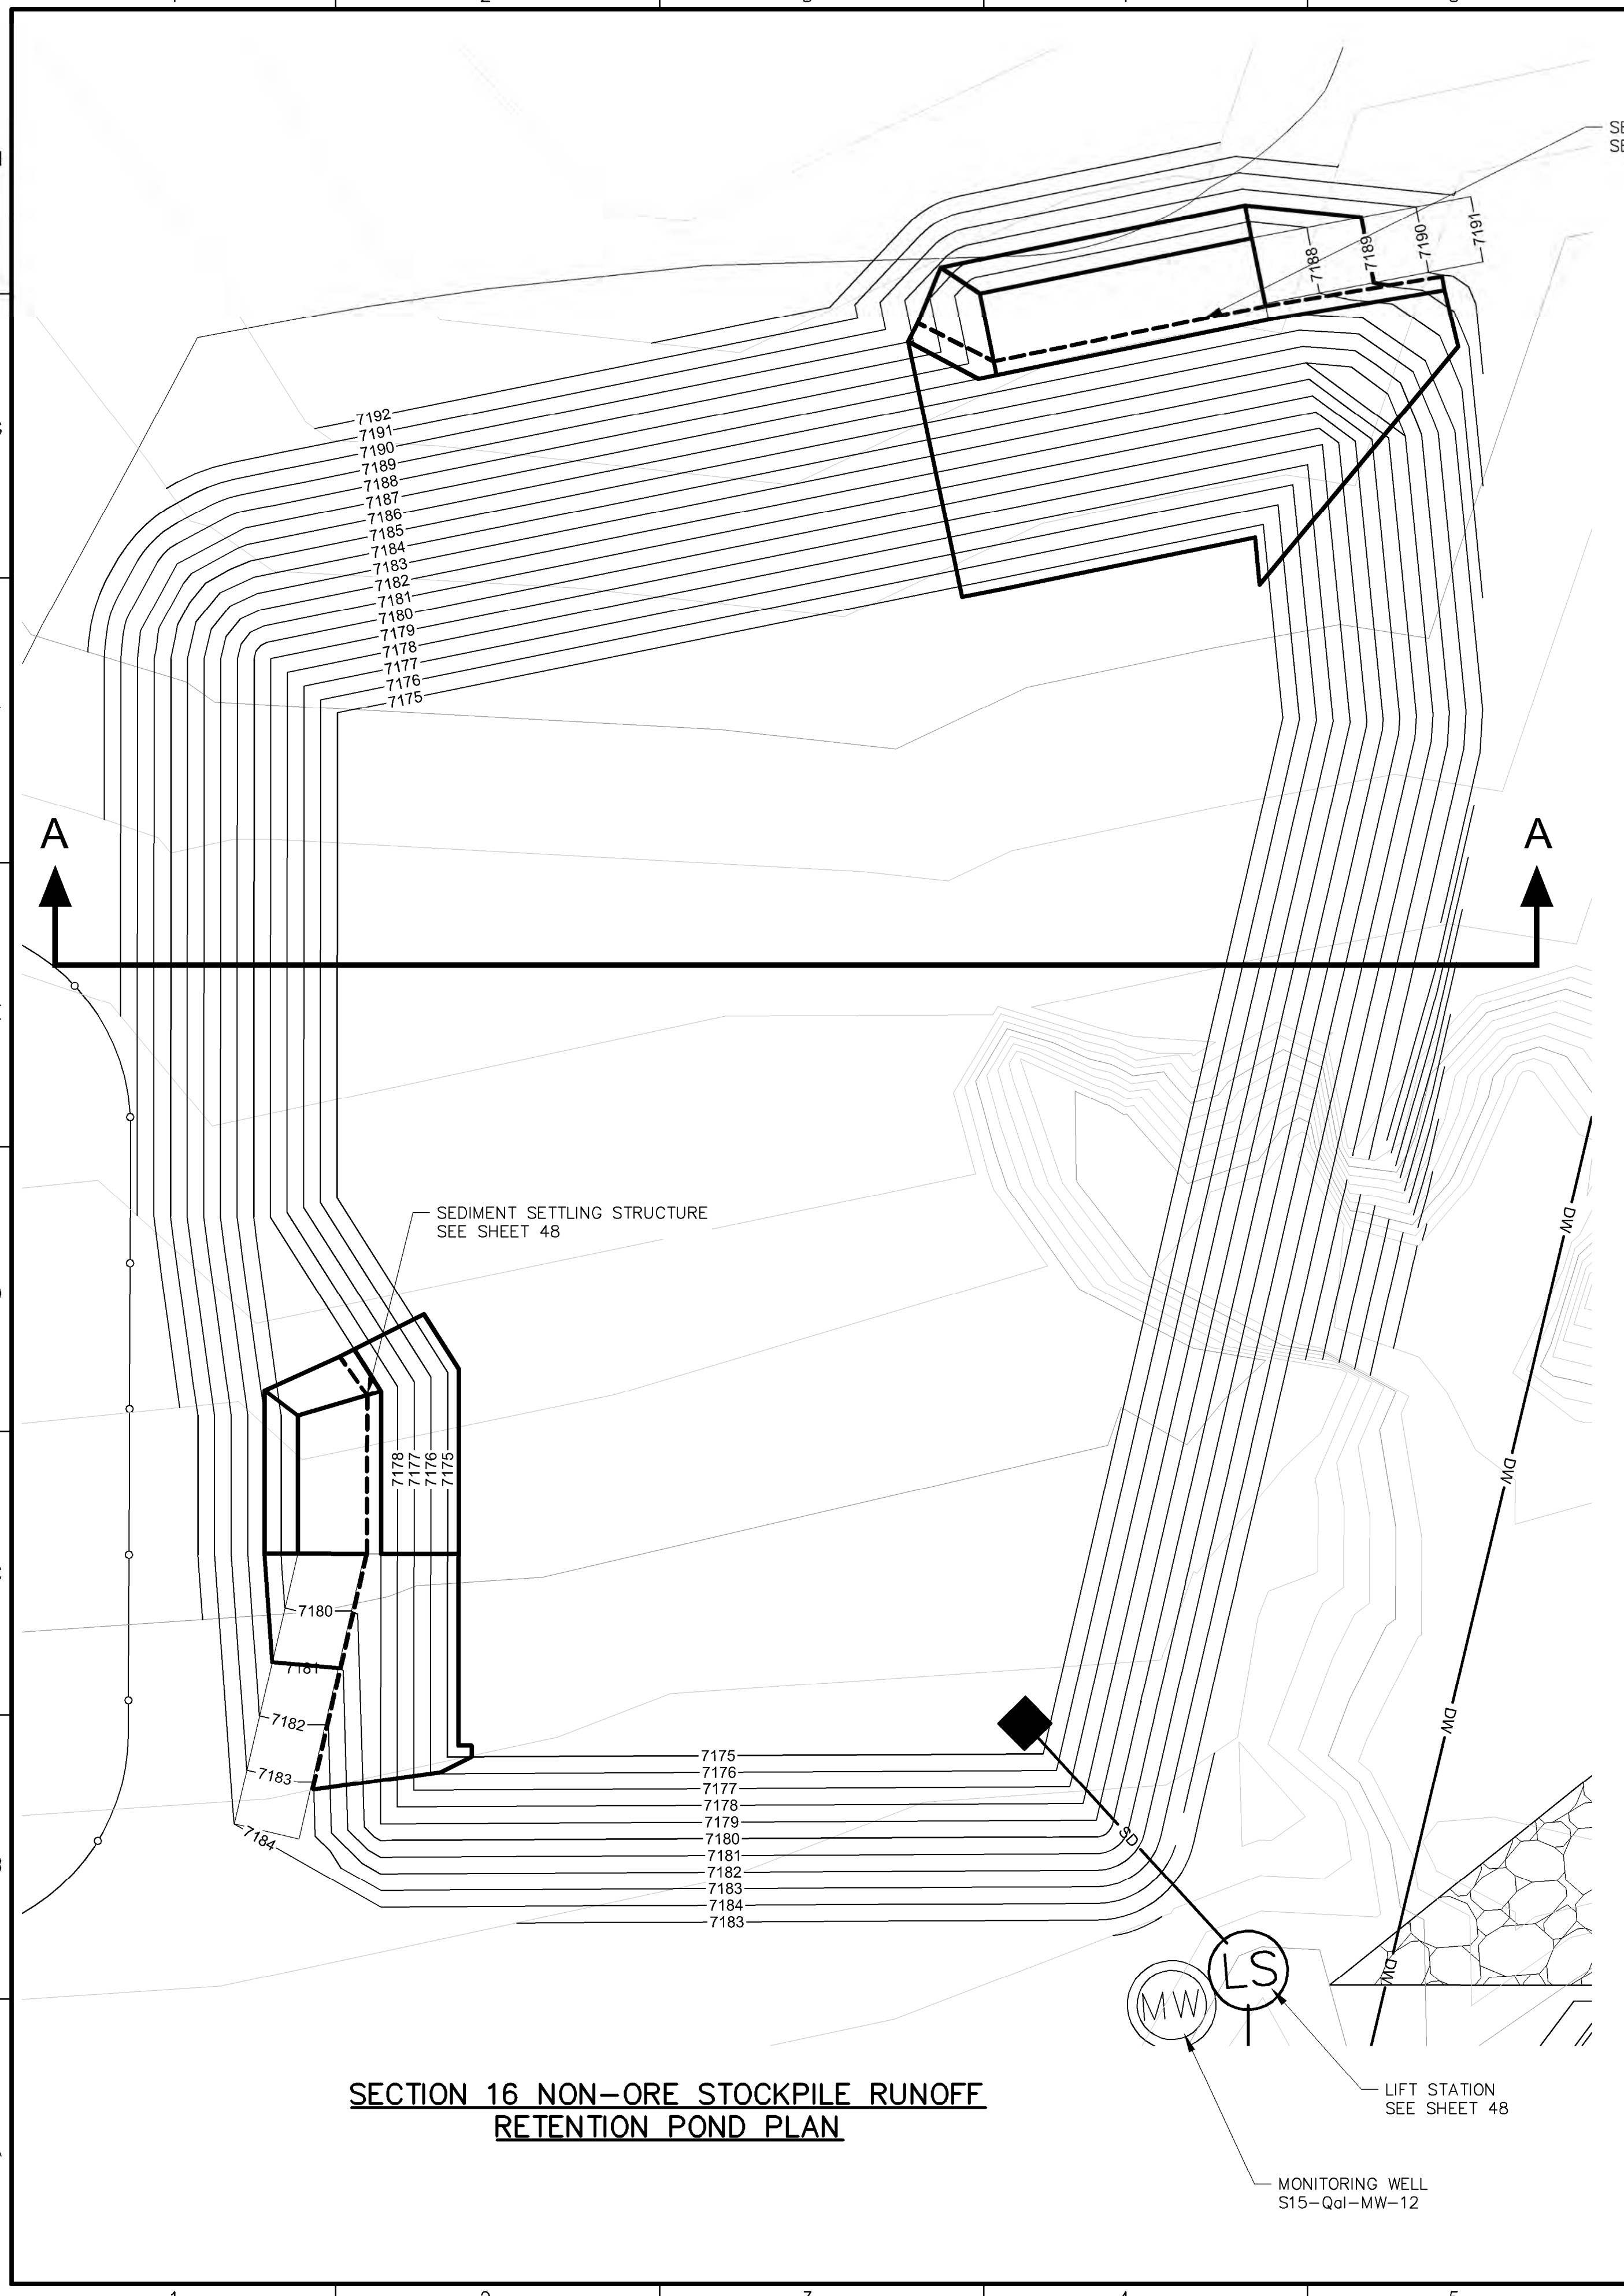 SE
SE
7188
7189
7190
7191
7192
7191
7190
7189
7188
7187
7186
7185
7184
7183
7182
7181
7180
7179
7178
7177
7176
7175
A
A
SEDIMENT SETTLING STRUCTURE
SEE SHEET 48
DW
7178
7177
7176
7175
DW
7180
7181
7182
7183
7184
DW
7175
7176
7177
7178
7179
7180
7181
7182
7183
7184
7183
SD
DW
LS
MW
SECTION 16 NON-ORE STOCKPILE RUNOFF
RETENTION POND PLAN
LIFT STATION
SEE SHEET 48
MONITORING WELL
S15-Qal-MW-12